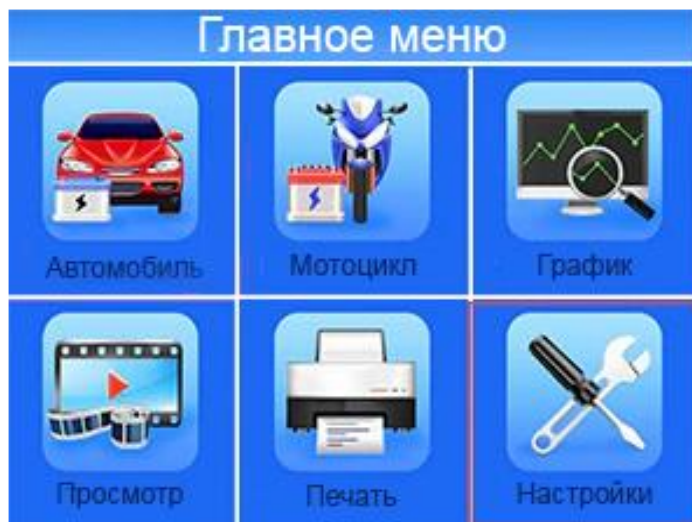 Главное меню
Автомобиль
Мотоцикл
График
Просмотр
Печать
Настройки